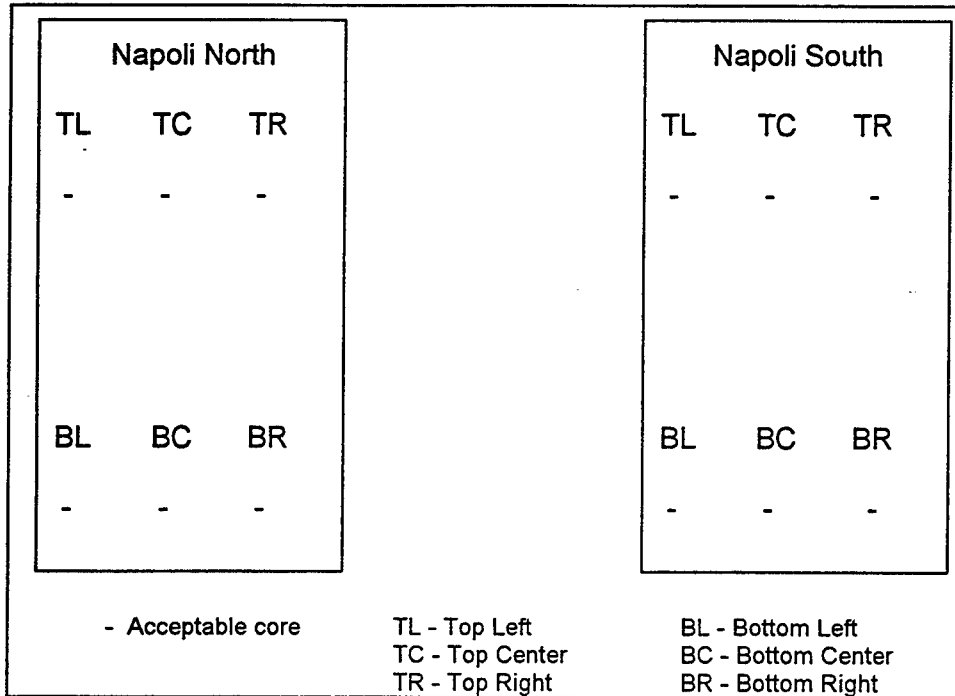 Napoli North
TL TC TR
- - -
BL BC BR
- - -
Napoli South
TL TC TR
- - -
BL BC BR
- - -
- Acceptable core
TL - Top Left
TC - Top Center
TR - Top Right
BL - Bottom Left
BC - Bottom Center
BR - Bottom Right